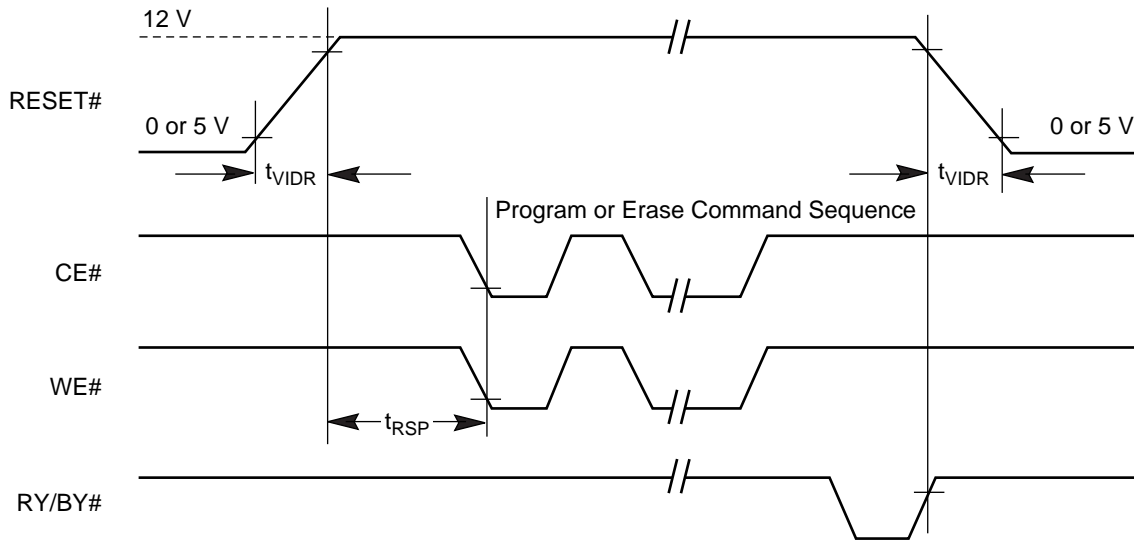 12 V
RESET#
0 or 5 V
0 or 5 V
tVIDR
tVIDR
Program or Erase Command Sequence
CE#
WE#
tRSP
RY/BY#